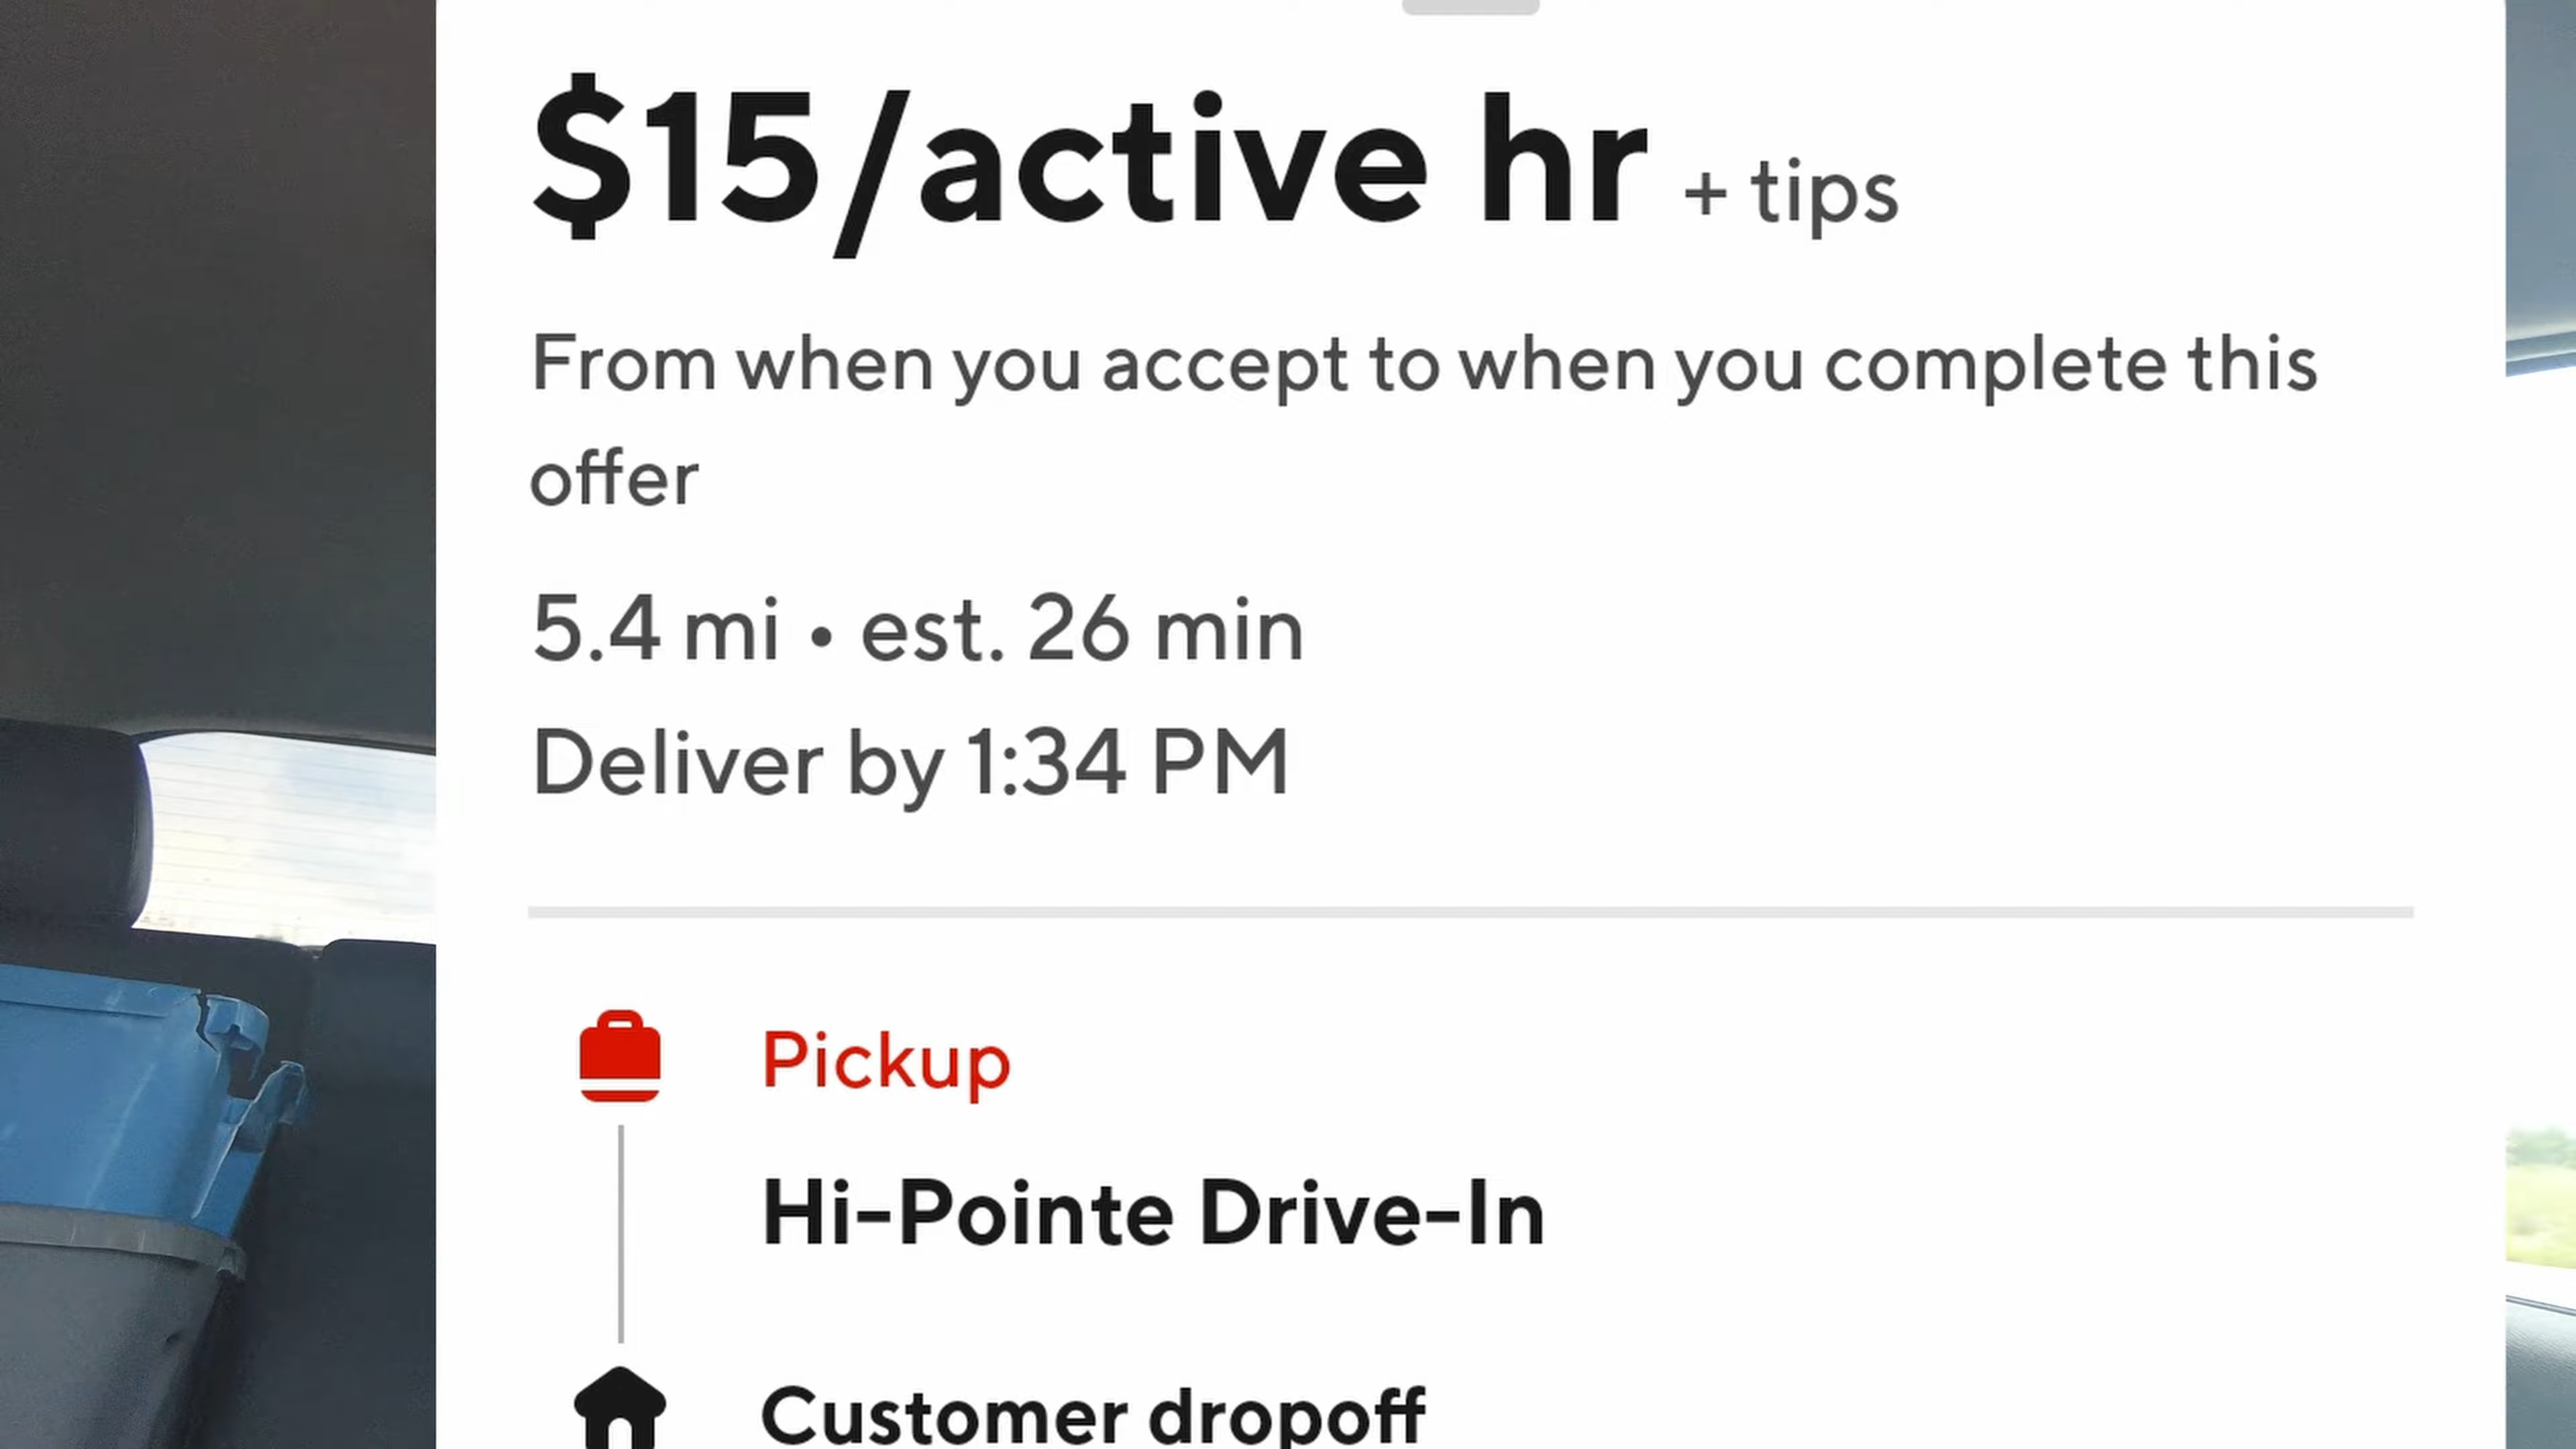 $15/active hr + tips
From when you accept to when you complete this
offer
5.4 mi • est. 26 min
Deliver by 1:34 PM
Pickup
Hi-Pointe Drive-In
Customer dropoff